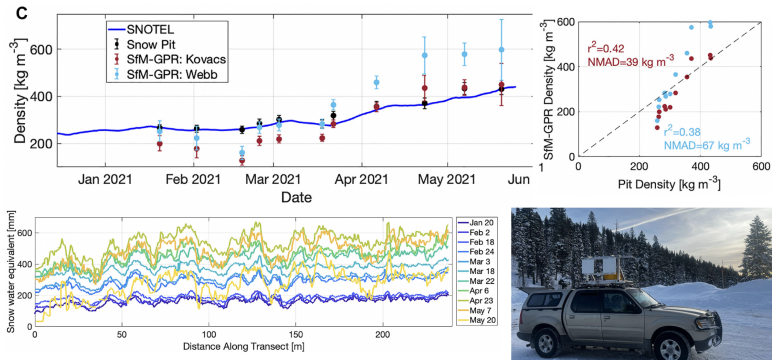 C
Density [kg m-3]
600
400
200
SNOTEL
Snow Pit
SfM-GPR: Kovacs
SfM-GPR: Webb
Jan 2021
Feb 2021
Mar 2021
Apr 2021
May 2021
Jun
Date
SfM-GPR Density [kg m-3]
600
400
200
0
r2=0.42
NMAD=39 kg m-3
r2=0.38
NMAD=67 kg m-3
0
200
400
600
1
Pit Density [kg m-3]
Snow water equivalent [mm]
600
400
200
0
0
50
100
150
200
Distance Along Transect [m]
Jan 20
Feb 2
Feb 18
Feb 24
Mar 3
Mar 18
Mar 22
Apr 6
Apr 23
May 7
May 20